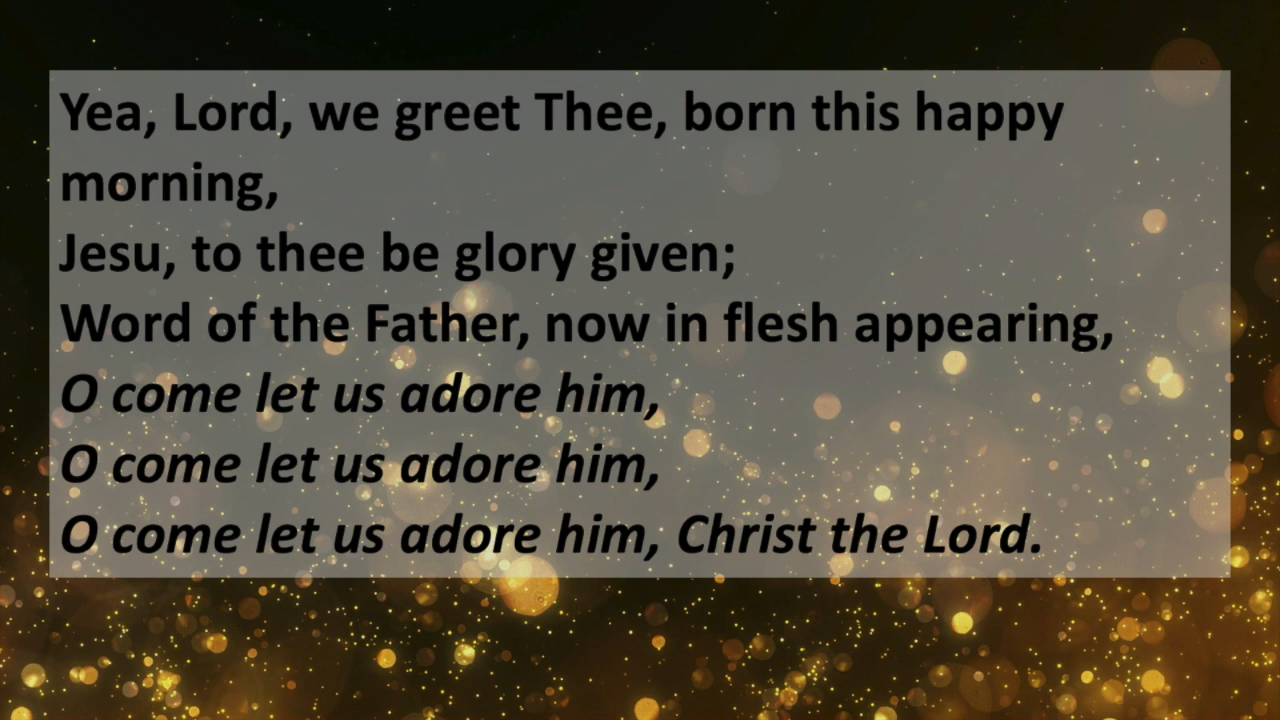 Yea, Lord, we greet Thee, born this happy
morning,
Jesu, to thee be glory given;
Word of the Father, now in flesh appearing,
O come let us adore him,
O come let us adore him,
O come let us adore him, Christ the Lord.